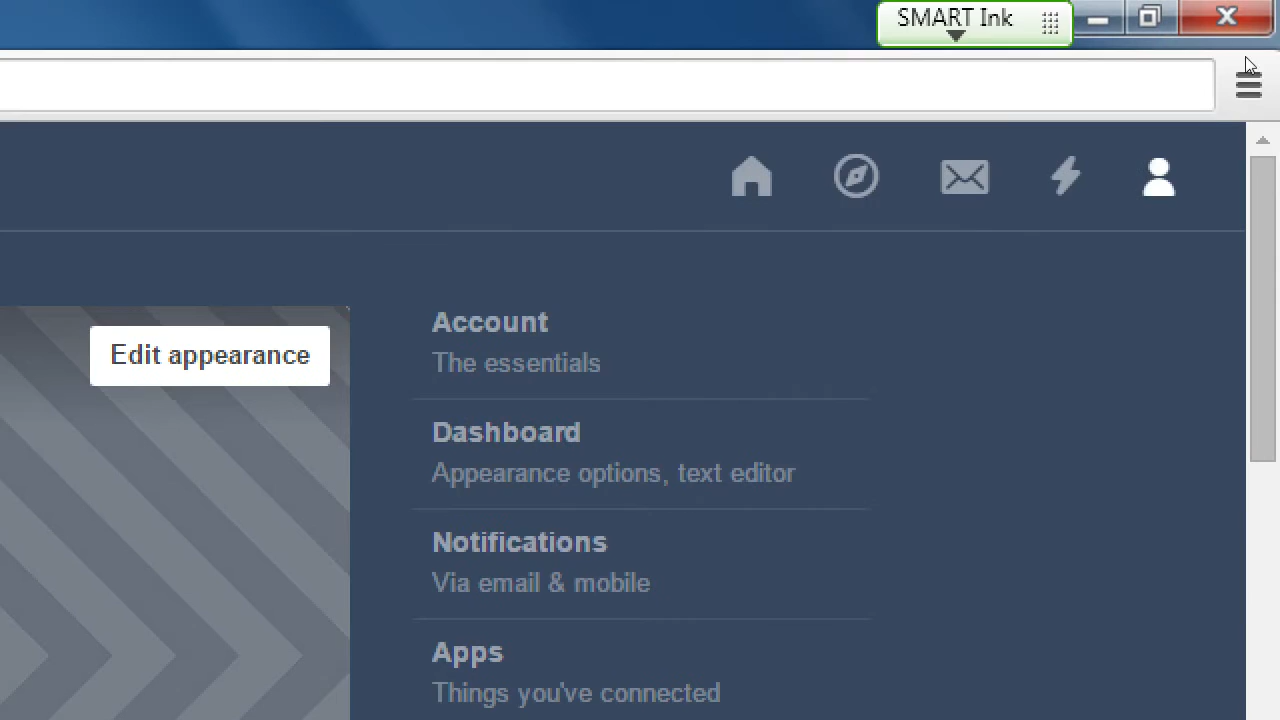 SMART Ink
Edit appearance
Account
The essentials
Dashboard
Appearance options, text editor
Notifications
Via email & mobile
Apps
Things you've connected